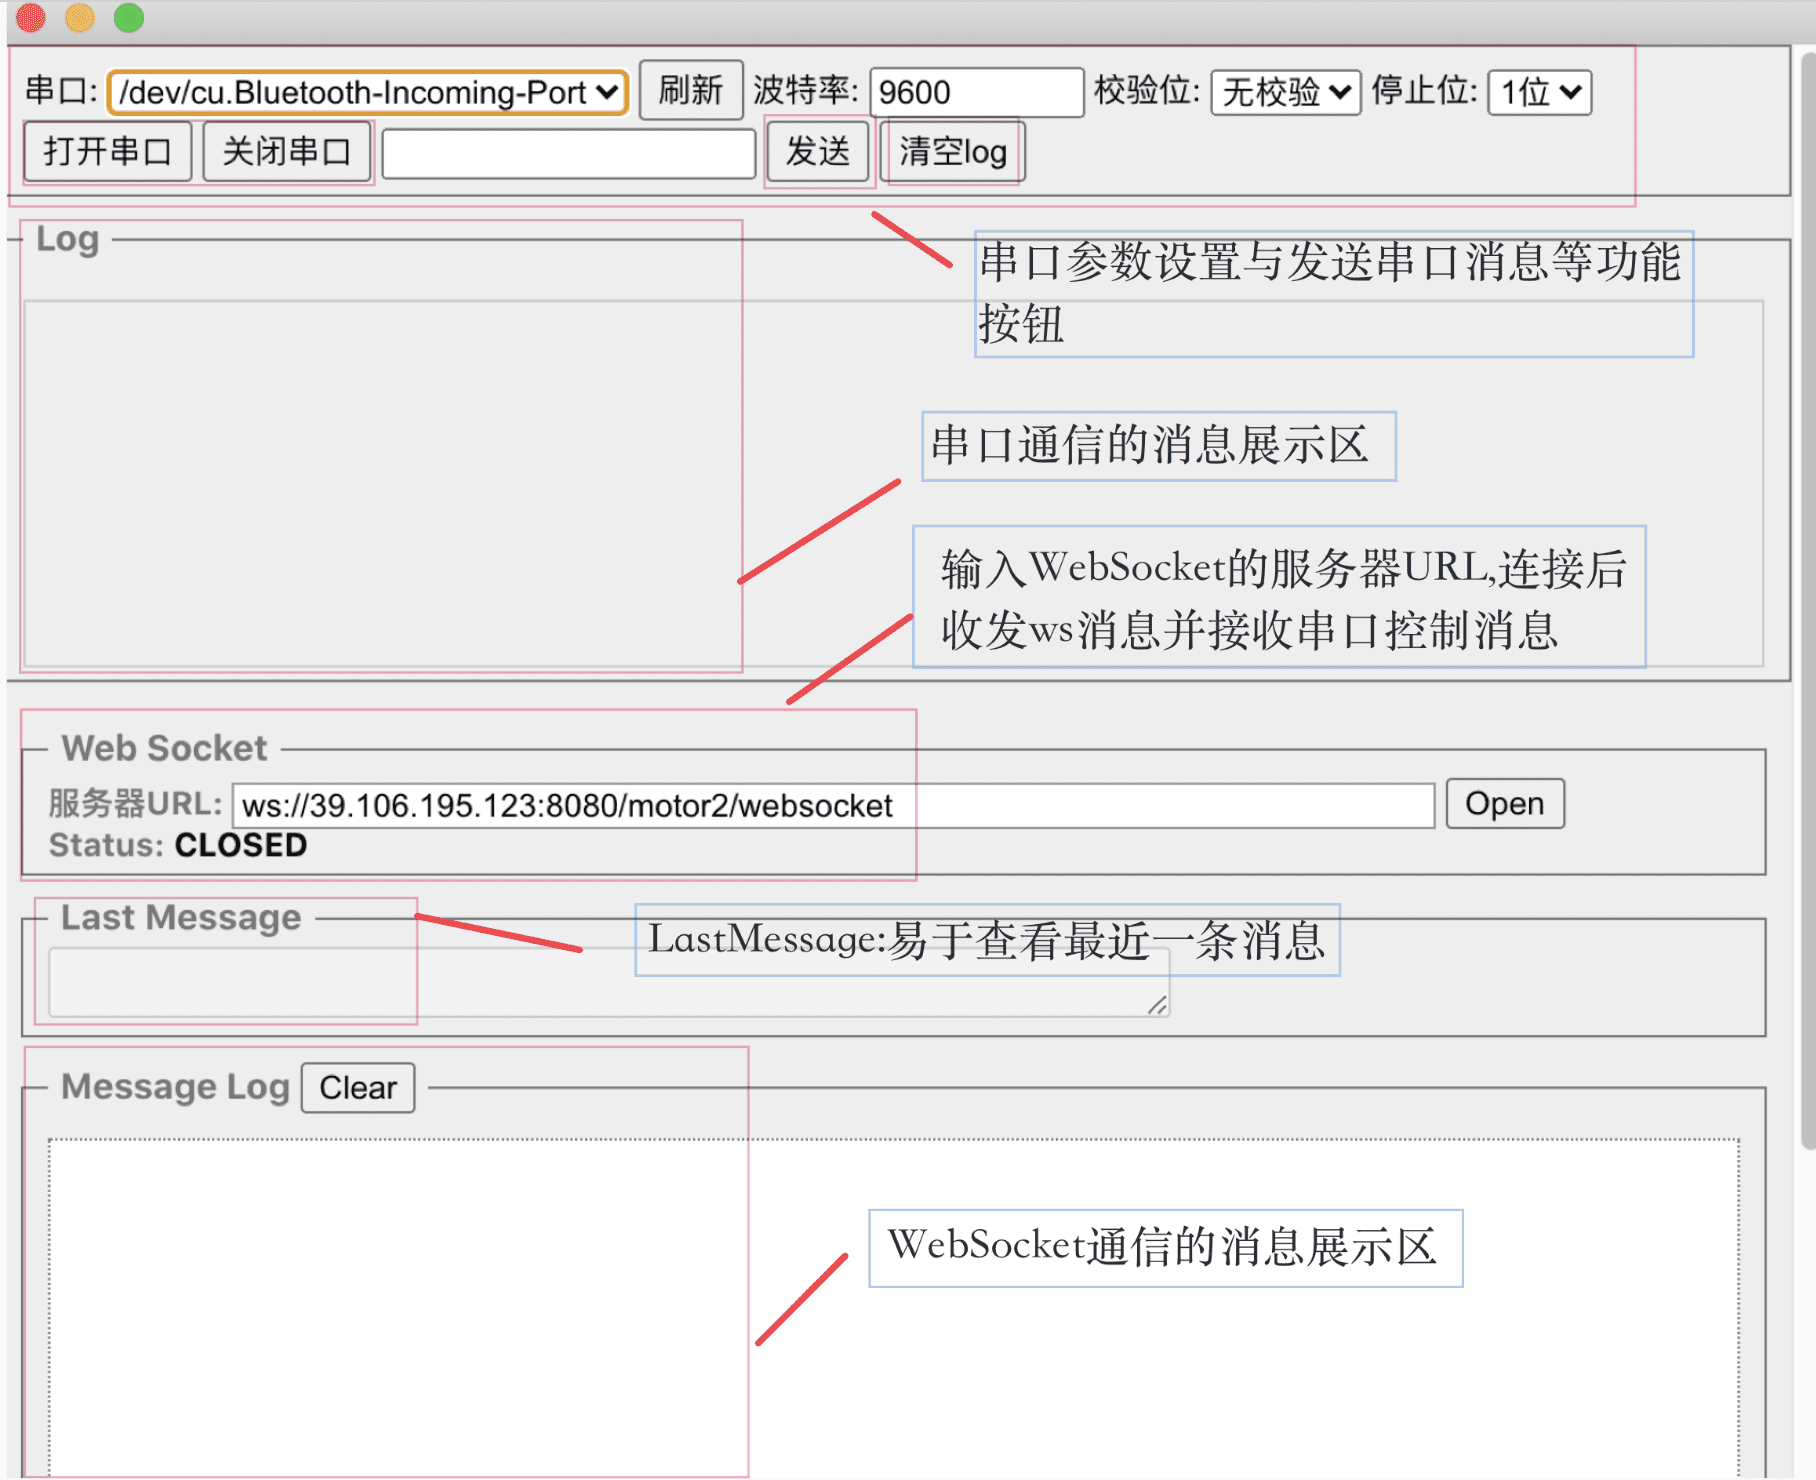 串口: /dev/cu.Bluetooth-Incoming-Port 刷新 波特率: 9600 校验位: 无校验 停止位: 1位
打开串口 关闭串口 发送 清空log
Log
串口参数设置与发送串口消息等功能
按钮
串口通信的消息展示区
输入WebSocket的服务器URL,连接后
收发ws消息并接收串口控制消息
Web Socket
服务器URL: ws://39.106.195.123:8080/motor2/websocket Open
Status: CLOSED
Last Message
LastMessage:易于查看最近一条消息
Message Log Clear
WebSocket通信的消息展示区